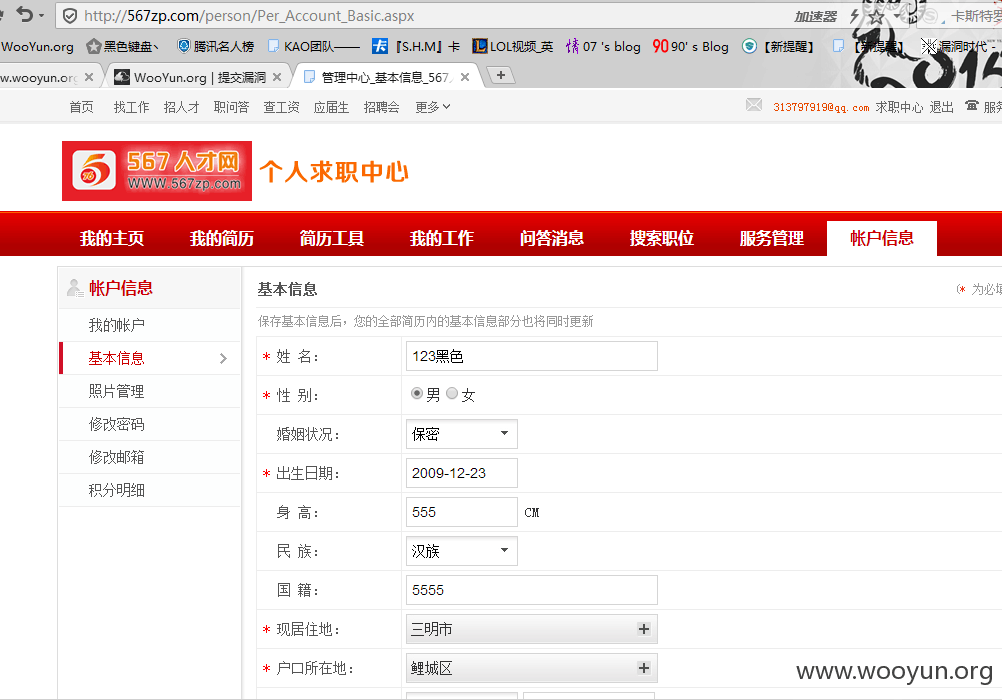 http://567zp.com/person/Per_Account_Basic.aspx 加速器 卡斯特罗
WooYun.org 黑色键盘、 腾讯名人榜 KAO团队—— 『S.H.M』卡 LOL视频_英 情 07 's blog 90 90' s Blog 【新提醒】 【新提醒】 漏洞时代 -
w.wooyun.org WooYun.org | 提交漏洞 管理中心_基本信息_567
首页 找工作 招人才 职问答 查工资 应届生 招聘会 更多 313797919@qq.com 求职中心 退出 服务
567人才网
WWW.567zp.com
个人求职中心
我的主页 我的简历 简历工具 我的工作 问答消息 搜索职位 服务管理 帐户信息
帐户信息
我的帐户
基本信息
照片管理
修改密码
修改邮箱
积分明细
基本信息 (* 为必填
保存基本信息后，您的全部简历内的基本信息部分也将同时更新
* 姓 名： 123黑色
* 性 别： 男 女
婚姻状况： 保密
* 出生日期： 2009-12-23
身 高： 555 CM
民 族： 汉族
国 籍： 5555
* 现居住地： 三明市 +
* 户口所在地： 鲤城区 +
www.wooyun.org